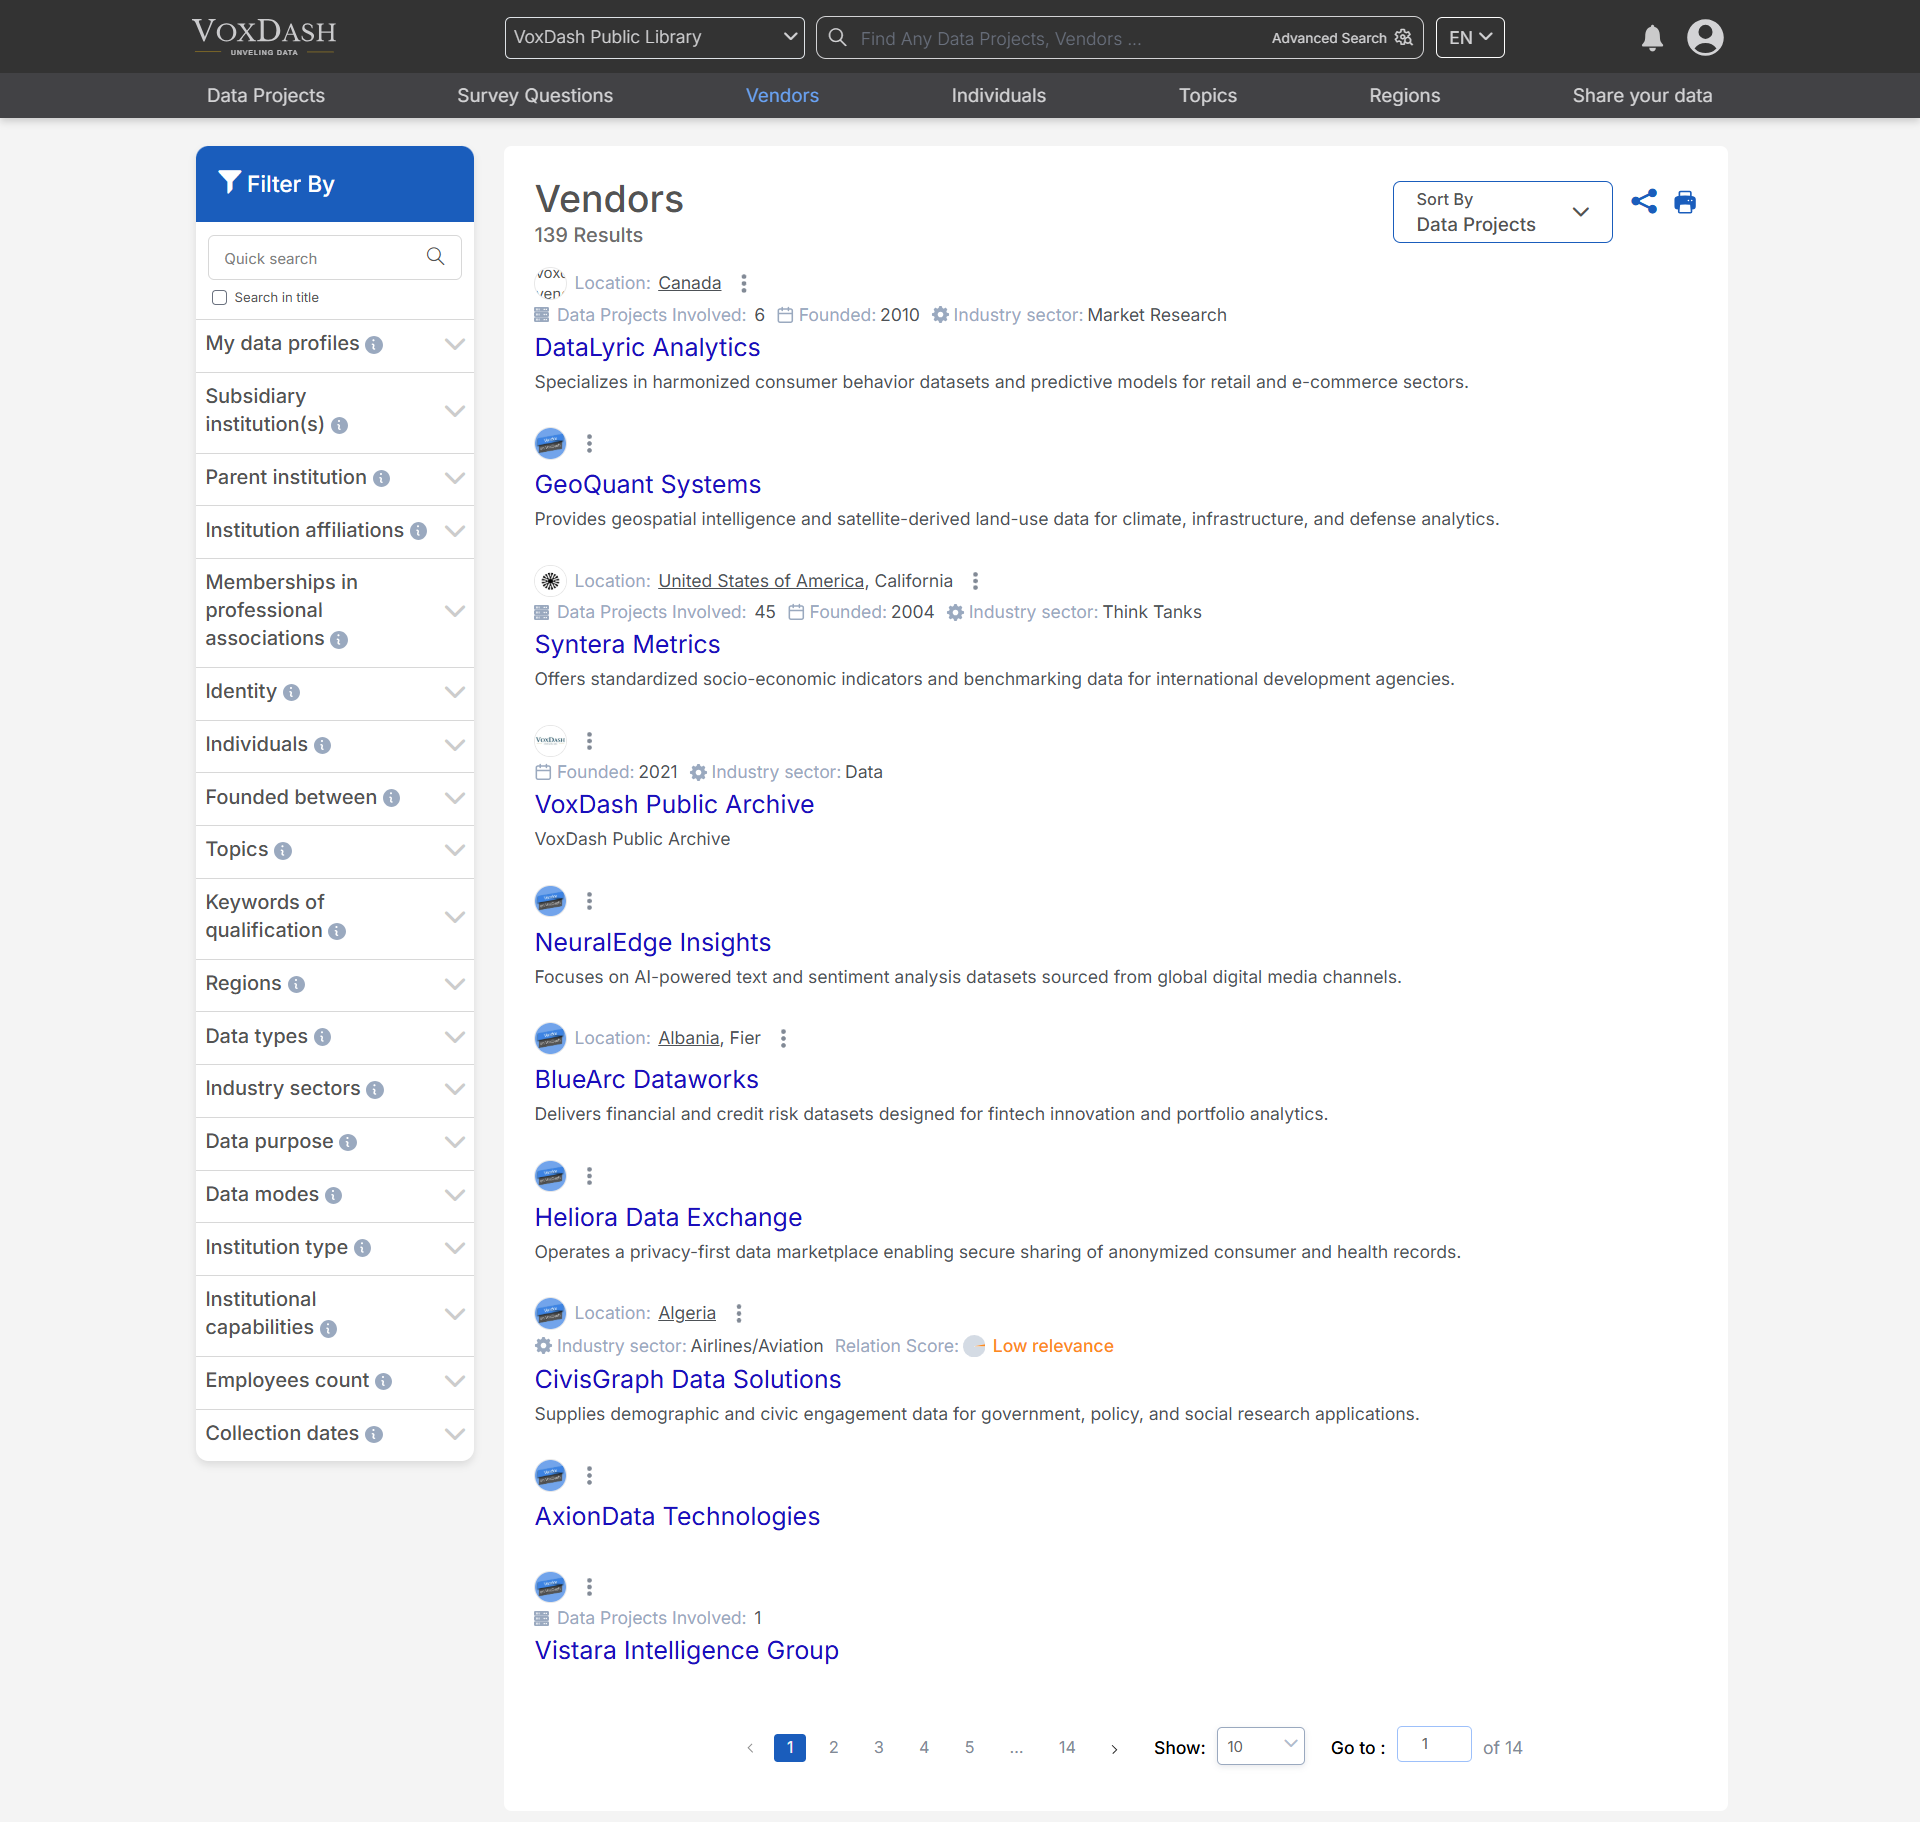 VOXDASH
UNVELING DATA
VoxDash Public Library
Find Any Data Projects, Vendors ...
Advanced Search
EN
Data Projects
Survey Questions
Vendors
Individuals
Topics
Regions
Share your data
Filter By
Quick search
Search in title
My data profiles
Subsidiary
institution(s)
Parent institution
Institution affiliations
Memberships in
professional
associations
Identity
Individuals
Founded between
Topics
Keywords of
qualification
Regions
Data types
Industry sectors
Data purpose
Data modes
Institution type
Institutional
capabilities
Employees count
Collection dates
Vendors
139 Results
Sort By
Data Projects
Location: Canada
Data Projects Involved: 6 Founded: 2010 Industry sector: Market Research
DataLyric Analytics
Specializes in harmonized consumer behavior datasets and predictive models for retail and e-commerce sectors.
GeoQuant Systems
Provides geospatial intelligence and satellite-derived land-use data for climate, infrastructure, and defense analytics.
Location: United States of America, California
Data Projects Involved: 45 Founded: 2004 Industry sector: Think Tanks
Syntera Metrics
Offers standardized socio-economic indicators and benchmarking data for international development agencies.
VOXDASH
Founded: 2021 Industry sector: Data
VoxDash Public Archive
VoxDash Public Archive
NeuralEdge Insights
Focuses on AI-powered text and sentiment analysis datasets sourced from global digital media channels.
Location: Albania, Fier
BlueArc Dataworks
Delivers financial and credit risk datasets designed for fintech innovation and portfolio analytics.
Heliora Data Exchange
Operates a privacy-first data marketplace enabling secure sharing of anonymized consumer and health records.
Location: Algeria
Industry sector: Airlines/Aviation Relation Score: Low relevance
CivisGraph Data Solutions
Supplies demographic and civic engagement data for government, policy, and social research applications.
AxionData Technologies
Data Projects Involved: 1
Vistara Intelligence Group
1 2 3 4 5 ... 14
Show: 10
Go to : 1 of 14